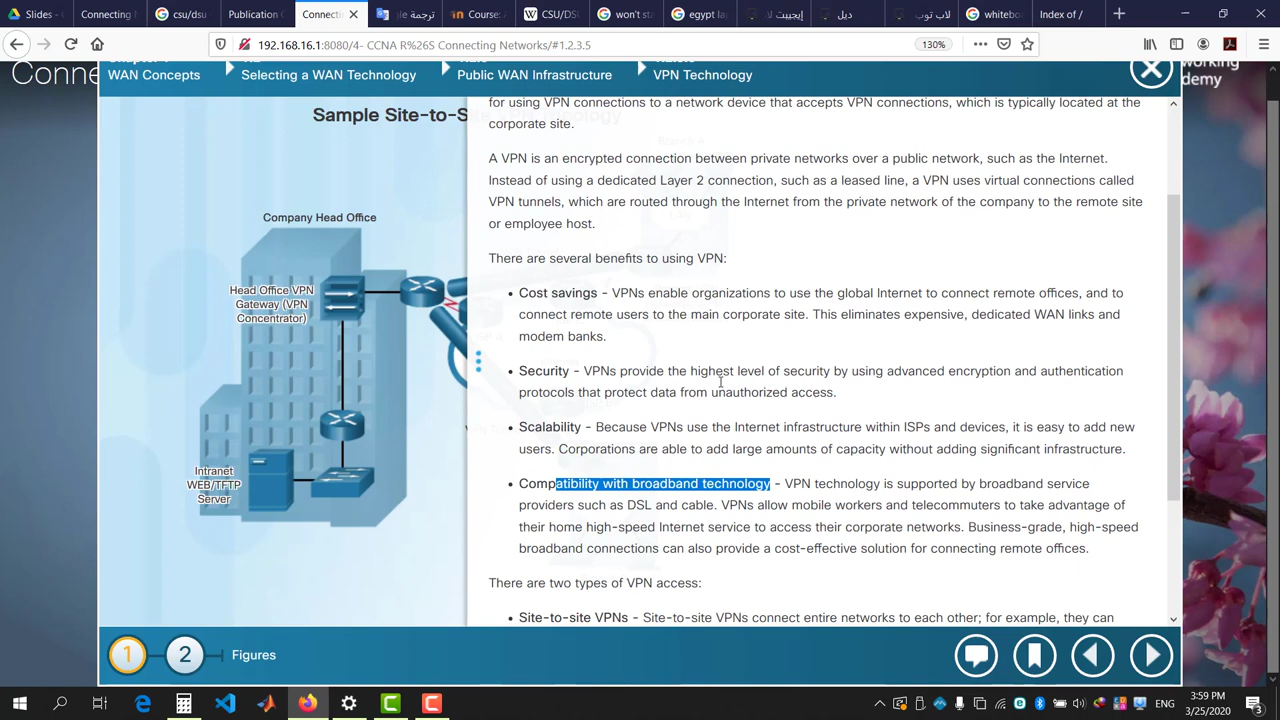 Slides -
Connecting N
csu/dsu
Publication
Connecti
ترجمة
Course:
CSU/DSU
won't sta
egypt lap
إيجيبت لا
ديل
لاب توب
whiteboa
Index of /
192.168.16.1:8080/4- CCNA R%26S Connecting Networks/#1.2.3.5
130%
Conne
WAN Concepts
Selecting a WAN Technology
Public WAN Infrastructure
VPN Technology
working
demy
Sample Site-to-S
for using VPN connections to a network device that accepts VPN connections, which is typically located at the
corporate site.
A VPN is an encrypted connection between private networks over a public network, such as the Internet.
Instead of using a dedicated Layer 2 connection, such as a leased line, a VPN uses virtual connections called
VPN tunnels, which are routed through the Internet from the private network of the company to the remote site
or employee host.
There are several benefits to using VPN:
• Cost savings - VPNs enable organizations to use the global Internet to connect remote offices, and to
connect remote users to the main corporate site. This eliminates expensive, dedicated WAN links and
modem banks.
• Security - VPNs provide the highest level of security by using advanced encryption and authentication
protocols that protect data from unauthorized access.
• Scalability - Because VPNs use the Internet infrastructure within ISPs and devices, it is easy to add new
users. Corporations are able to add large amounts of capacity without adding significant infrastructure.
• Compatibility with broadband technology - VPN technology is supported by broadband service
providers such as DSL and cable. VPNs allow mobile workers and telecommuters to take advantage of
their home high-speed Internet service to access their corporate networks. Business-grade, high-speed
broadband connections can also provide a cost-effective solution for connecting remote offices.
There are two types of VPN access:
• Site-to-site VPNs - Site-to-site VPNs connect entire networks to each other; for example, they can
Company Head Office
Head Office VPN
Gateway (VPN
Concentrator)
Intranet
WEB/TFTP
Server
1
2
Figures
ENG
3:59 PM
3/25/2020
3